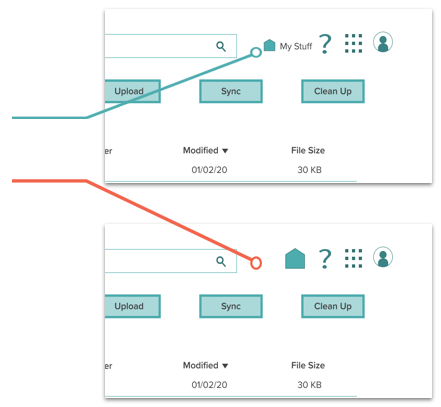 My Stuff ?
Upload Sync Clean Up
er Modified ▼ File Size
01/02/20 30 KB
?
Upload Sync Clean Up
er Modified ▼ File Size
01/02/20 30 KB